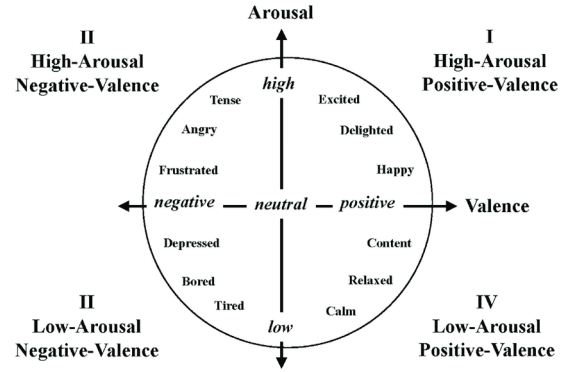 Arousal
II
High-Arousal
Negative-Valence
I
High-Arousal
Positive-Valence
high
Tense
Excited
Angry
Delighted
Frustrated
Happy
negative
neutral
positive
Valence
Depressed
Content
Bored
Relaxed
Tired
Calm
low
II
Low-Arousal
Negative-Valence
IV
Low-Arousal
Positive-Valence